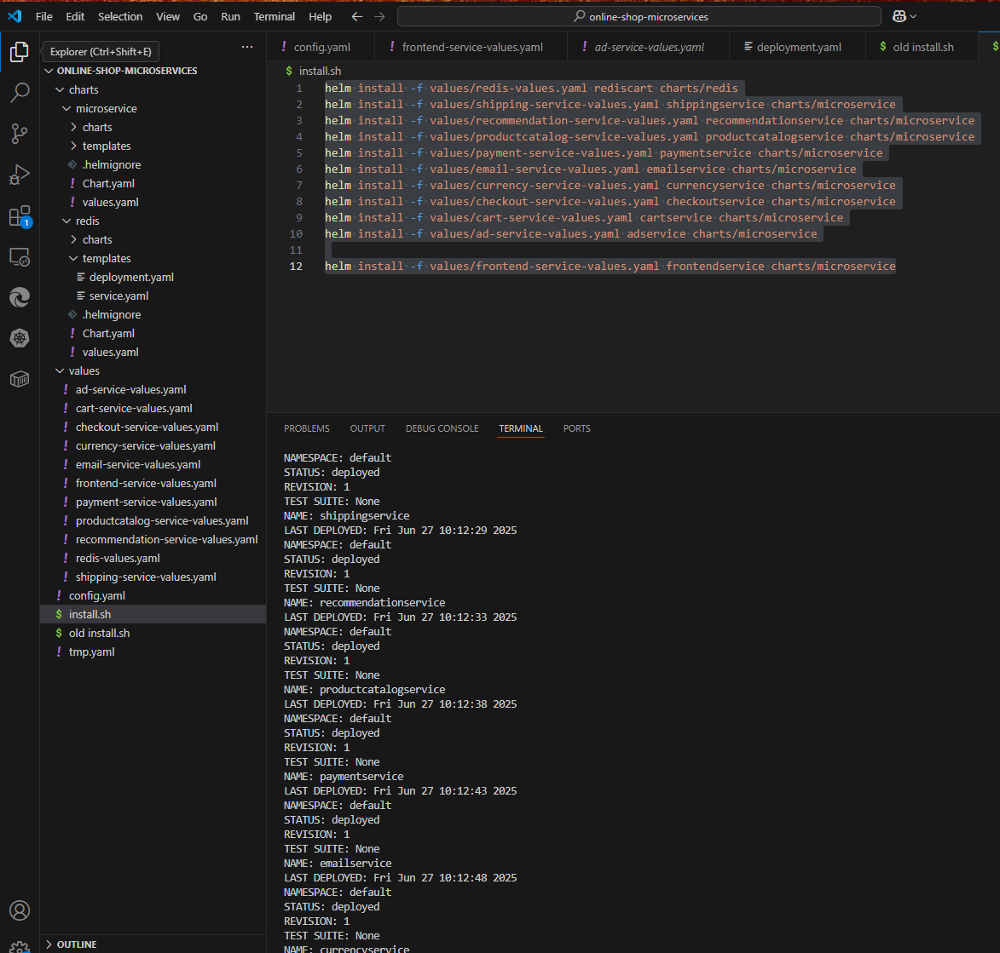 File Edit Selection View Go Run Terminal Help
online-shop-microservices
Explorer (Ctrl+Shift+E)
config.yaml
frontend-service-values.yaml
ad-service-values.yaml
deployment.yaml
old install.sh
ONLINE-SHOP-MICROSERVICES
charts
microservice
charts
templates
.helmignore
Chart.yaml
values.yaml
redis
charts
templates
deployment.yaml
service.yaml
.helmignore
Chart.yaml
values.yaml
values
ad-service-values.yaml
cart-service-values.yaml
checkout-service-values.yaml
currency-service-values.yaml
email-service-values.yaml
frontend-service-values.yaml
payment-service-values.yaml
productcatalog-service-values.yaml
recommendation-service-values.yaml
redis-values.yaml
shipping-service-values.yaml
config.yaml
install.sh
old install.sh
tmp.yaml
1
OUTLINE
install.sh
1 helm install -f values/redis-values.yaml rediscart charts/redis
2 helm install -f values/shipping-service-values.yaml shippingservice charts/microservice
3 helm install -f values/recommendation-service-values.yaml recommendationservice charts/microservice
4 helm install -f values/productcatalog-service-values.yaml productcatalogservice charts/microservice
5 helm install -f values/payment-service-values.yaml paymentservice charts/microservice
6 helm install -f values/email-service-values.yaml emailservice charts/microservice
7 helm install -f values/currency-service-values.yaml currencyservice charts/microservice
8 helm install -f values/checkout-service-values.yaml checkoutservice charts/microservice
9 helm install -f values/cart-service-values.yaml cartservice charts/microservice
10 helm install -f values/ad-service-values.yaml adservice charts/microservice
11
12 helm install -f values/frontend-service-values.yaml frontendservice charts/microservice
PROBLEMS OUTPUT DEBUG CONSOLE TERMINAL PORTS
NAMESPACE: default
STATUS: deployed
REVISION: 1
TEST SUITE: None
NAME: shippingservice
LAST DEPLOYED: Fri Jun 27 10:12:29 2025
NAMESPACE: default
STATUS: deployed
REVISION: 1
TEST SUITE: None
NAME: recommendationservice
LAST DEPLOYED: Fri Jun 27 10:12:33 2025
NAMESPACE: default
STATUS: deployed
REVISION: 1
TEST SUITE: None
NAME: productcatalogservice
LAST DEPLOYED: Fri Jun 27 10:12:38 2025
NAMESPACE: default
STATUS: deployed
REVISION: 1
TEST SUITE: None
NAME: paymentservice
LAST DEPLOYED: Fri Jun 27 10:12:43 2025
NAMESPACE: default
STATUS: deployed
REVISION: 1
TEST SUITE: None
NAME: emailservice
LAST DEPLOYED: Fri Jun 27 10:12:48 2025
NAMESPACE: default
STATUS: deployed
REVISION: 1
TEST SUITE: None
NAME: currencyservice